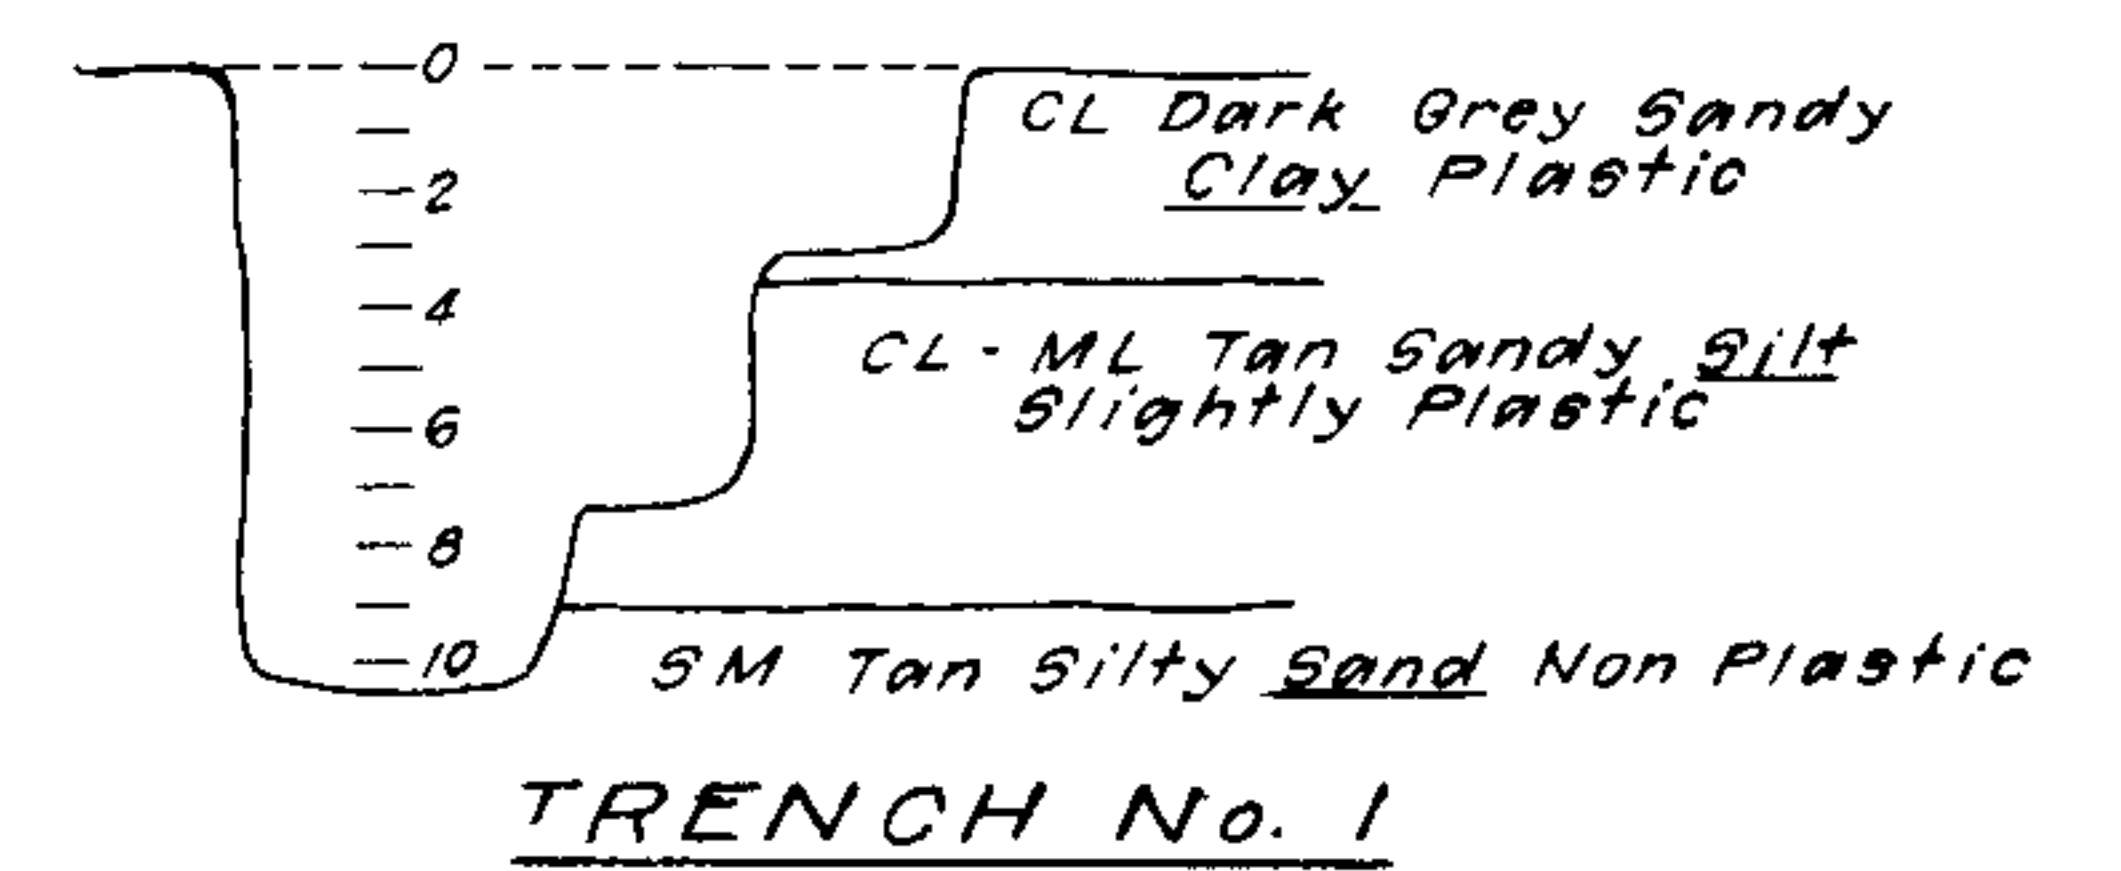 0
CL Dark Grey Sandy
Clay Plastic
2
4
CL-ML Tan Sandy Silt
Slightly Plastic
6
8
10
SM Tan Silty Sand Non Plastic
TRENCH No. 1